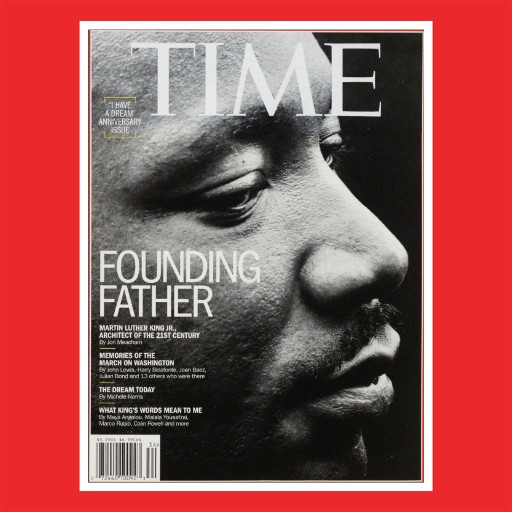 TIME
"I HAVE
A DREAM"
ANNIVERSARY
ISSUE
FOUNDING
FATHER
MARTIN LUTHER KING JR.,
ARCHITECT OF THE 21ST CENTURY
By Jon Meacham
MEMORIES OF THE
MARCH ON WASHINGTON
By John Lewis, Harry Belafonte, Joan Baez,
Julian Bond and 13 others who were there
THE DREAM TODAY
By Michele Norris
WHAT KING'S WORDS MEAN TO ME
By Maya Angelou, Malala Yousafzai,
Marco Rubio, Colin Powell and more
34